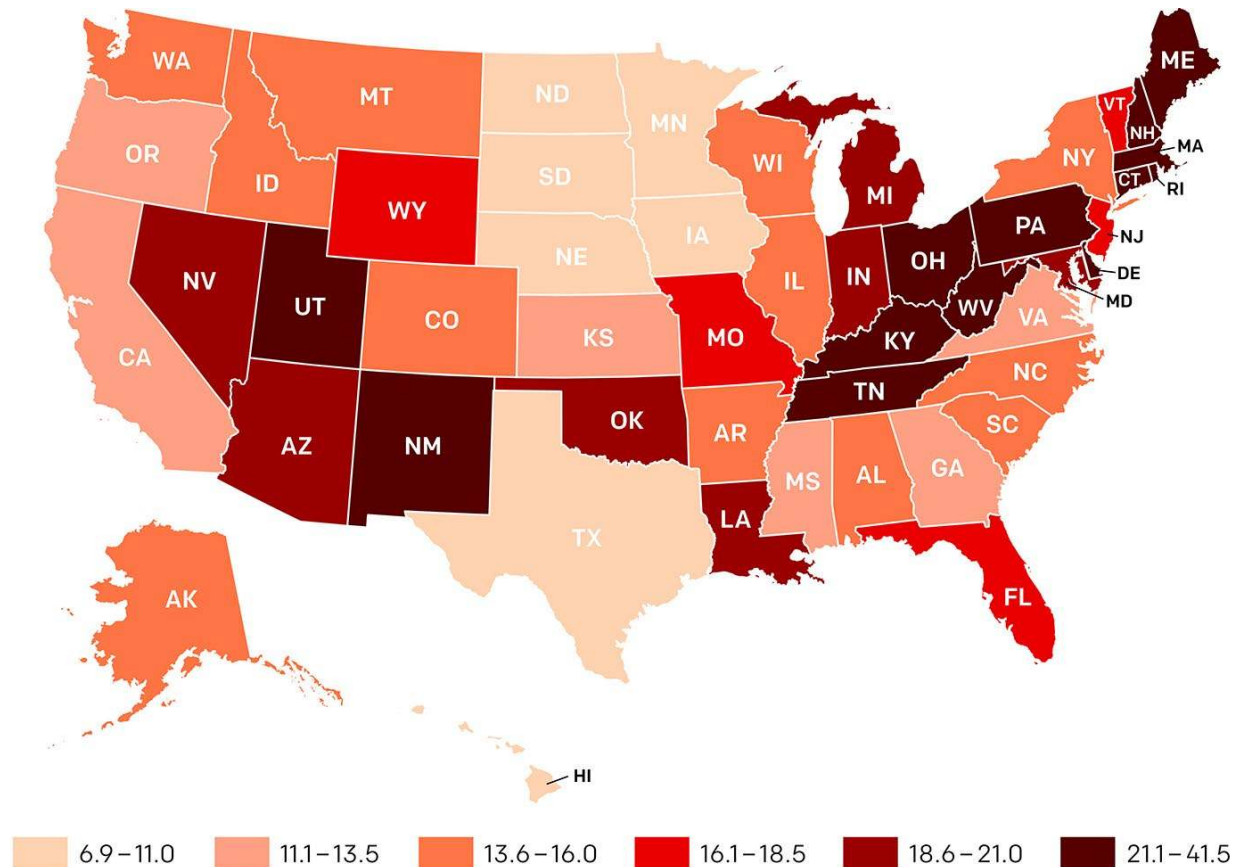 WA
MT
ND
MN
ME
VT
NH
MA
OR
ID
SD
WI
NY
CT
RI
WY
MI
IA
PA
NJ
NE
OH
DE
NV
UT
CO
IL
IN
WV
MD
KS
MO
VA
CA
KY
NC
TN
AZ
NM
OK
AR
SC
MS
AL
GA
TX
LA
AK
FL
HI
6.9–11.0
11.1–13.5
13.6–16.0
16.1–18.5
18.6–21.0
211–41.5